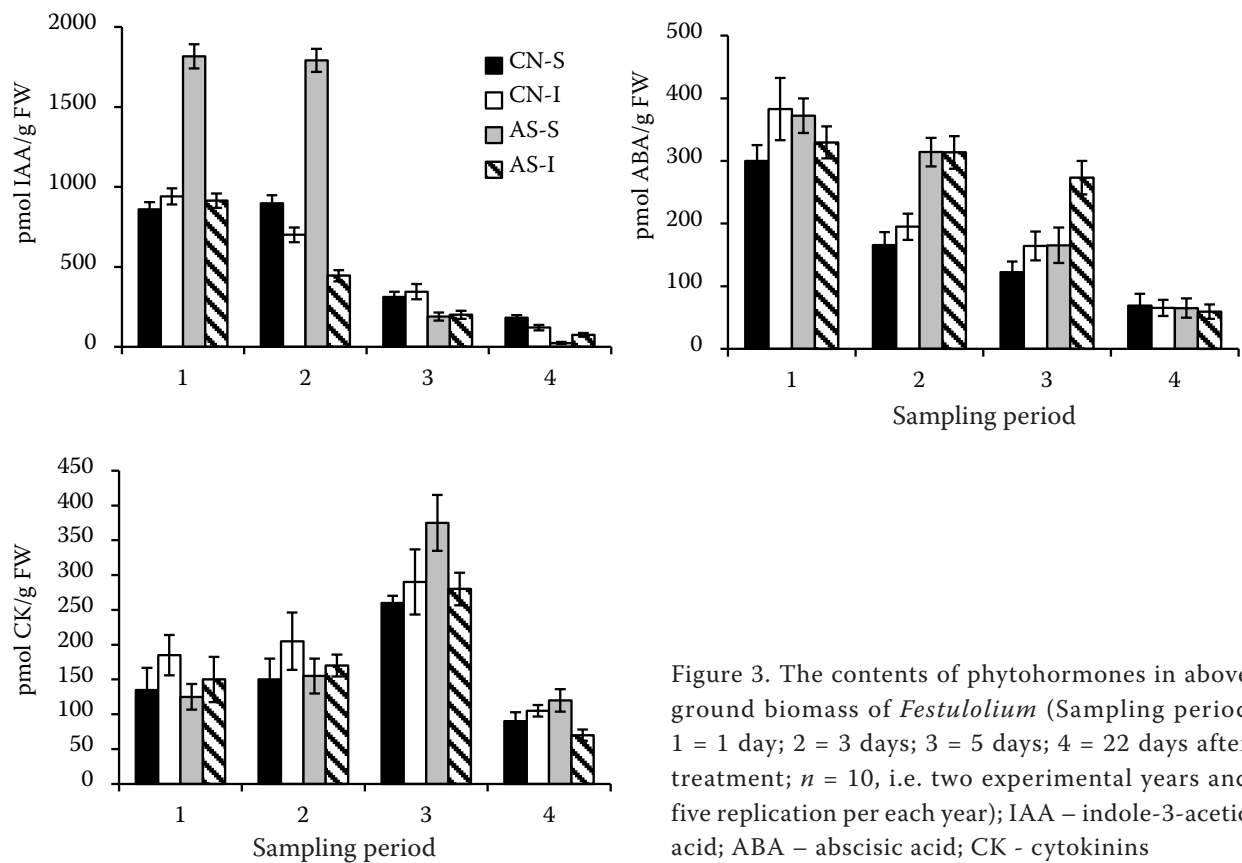 2000
1500
1000
500
0
pmol IAA/g FW
1 2 3 4
CN-S
CN-I
AS-S
AS-I
500
400
300
200
100
0
pmol ABA/g FW
1 2 3 4
Sampling period
450
400
350
300
250
200
150
100
50
0
pmol CK/g FW
1 2 3 4
Sampling period
Figure 3. The contents of phytohormones in above
ground biomass of Festulolium (Sampling period
1 = 1 day; 2 = 3 days; 3 = 5 days; 4 = 22 days after
treatment; n = 10, i.e. two experimental years and
five replication per each year); IAA – indole-3-acetic
acid; ABA – abscisic acid; CK - cytokinins